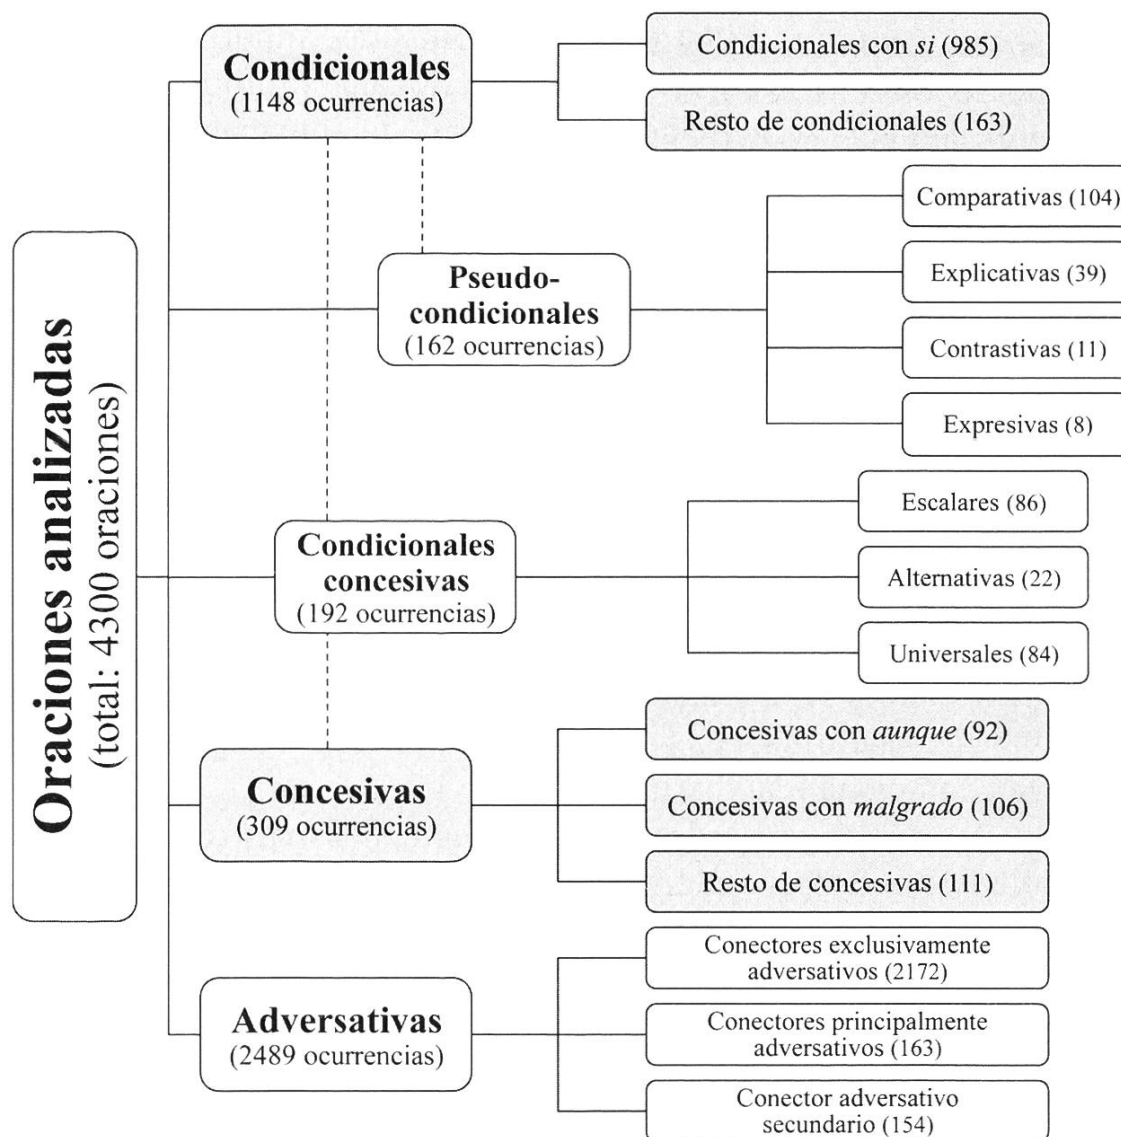 Oraciones analizadas
(total: 4300 oraciones)
Condicionales
(1148 ocurrencias)
Condicionales con si (985)
Resto de condicionales (163)
Pseudo-
condicionales
(162 ocurrencias)
Comparativas (104)
Explicativas (39)
Contrastivas (11)
Expresivas (8)
Condicionales
concesivas
(192 ocurrencias)
Escalares (86)
Alternativas (22)
Universales (84)
Concesivas
(309 ocurrencias)
Concesivas con aunque (92)
Concesivas con malgrado (106)
Resto de concesivas (111)
Adversativas
(2489 ocurrencias)
Conectores exclusivamente
adversativos (2172)
Conectores principalmente
adversativos (163)
Conector adversativo
secundario (154)